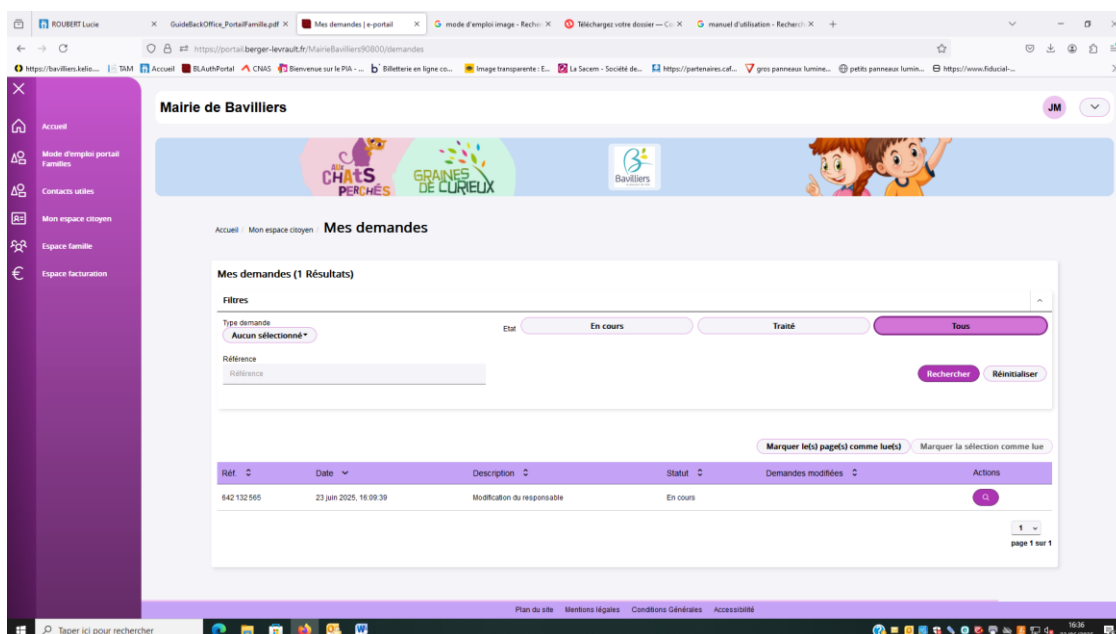 ROUBERT Lucie
GuideBackOffice_PortailFamille.pdf
Mes demandes | e-portail
mode d'emploi image - Recher
Téléchargez votre dossier — Co
manuel d'utilisation - Recherch
https://portail.berger-levrault.fr/MairieBavilliers90800/demandes
https://bavilliers.kelio.... TAM Accueil BLAuthPortal CNAS Bienvenue sur le PIA - ... Billetterie en ligne co... Image transparente : E... La Sacem - Société de... https://partenaires.caf... gros panneaux lumine... petits panneaux lumin... https://www.fiducial-...
Mairie de Bavilliers
JM
Accueil
Mode d'emploi portail
Familles
Contacts utiles
Mon espace citoyen
Espace famille
Espace facturation
AUX
CHATS
PERCHÉS
GRAINES
DE CURIEUX
Bavilliers
Accueil / Mon espace citoyen / Mes demandes
Mes demandes (1 Résultats)
Filtres
Type demande
Aucun sélectionné
Etat
En cours
Traité
Tous
Référence
Référence
Rechercher
Réinitialiser
Marquer le(s) page(s) comme lue(s)
Marquer la sélection comme lue
Réf. Date Description Statut Demandes modifiées Actions
642 132 565 23 juin 2025, 16:09:39 Modification du responsable En cours
1
page 1 sur 1
Plan du site Mentions légales Conditions Générales Accessibilité
Taper ici pour rechercher
16:36